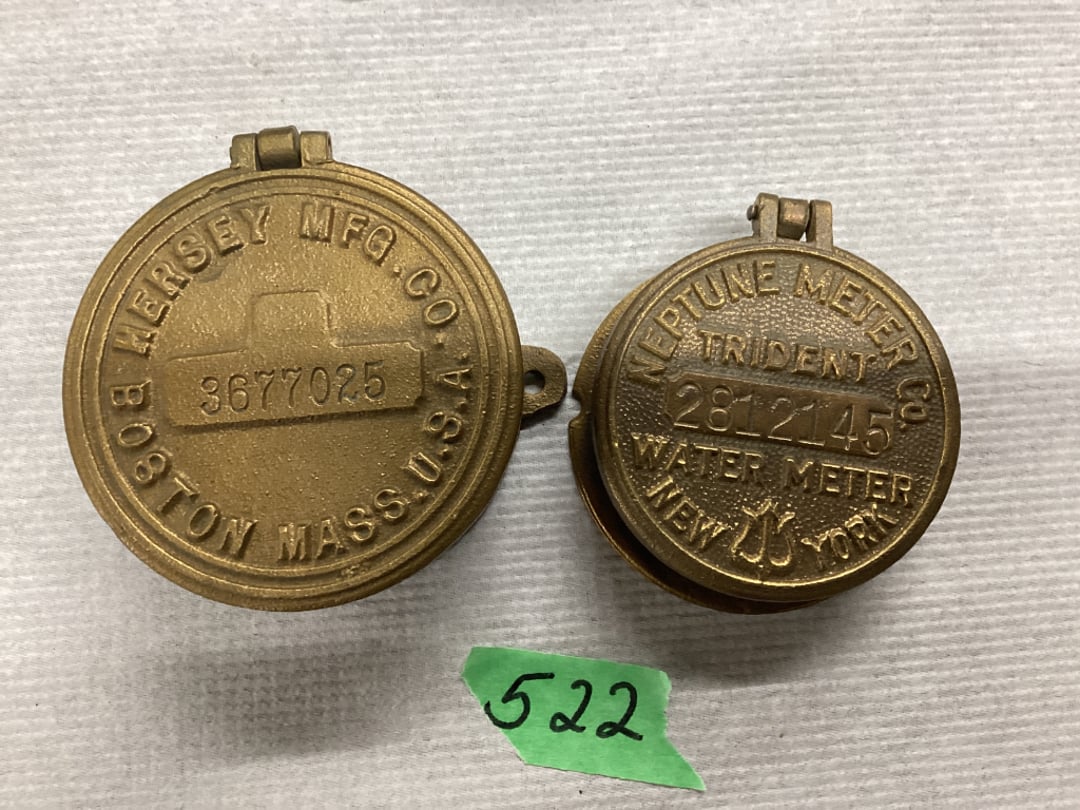 HERSEY MFG. CO.
3677025
BOSTON MASS. U.S.A.
NEPTUNE METER CO.
TRIDENT
2812145
WATER METER
NEW YORK
522